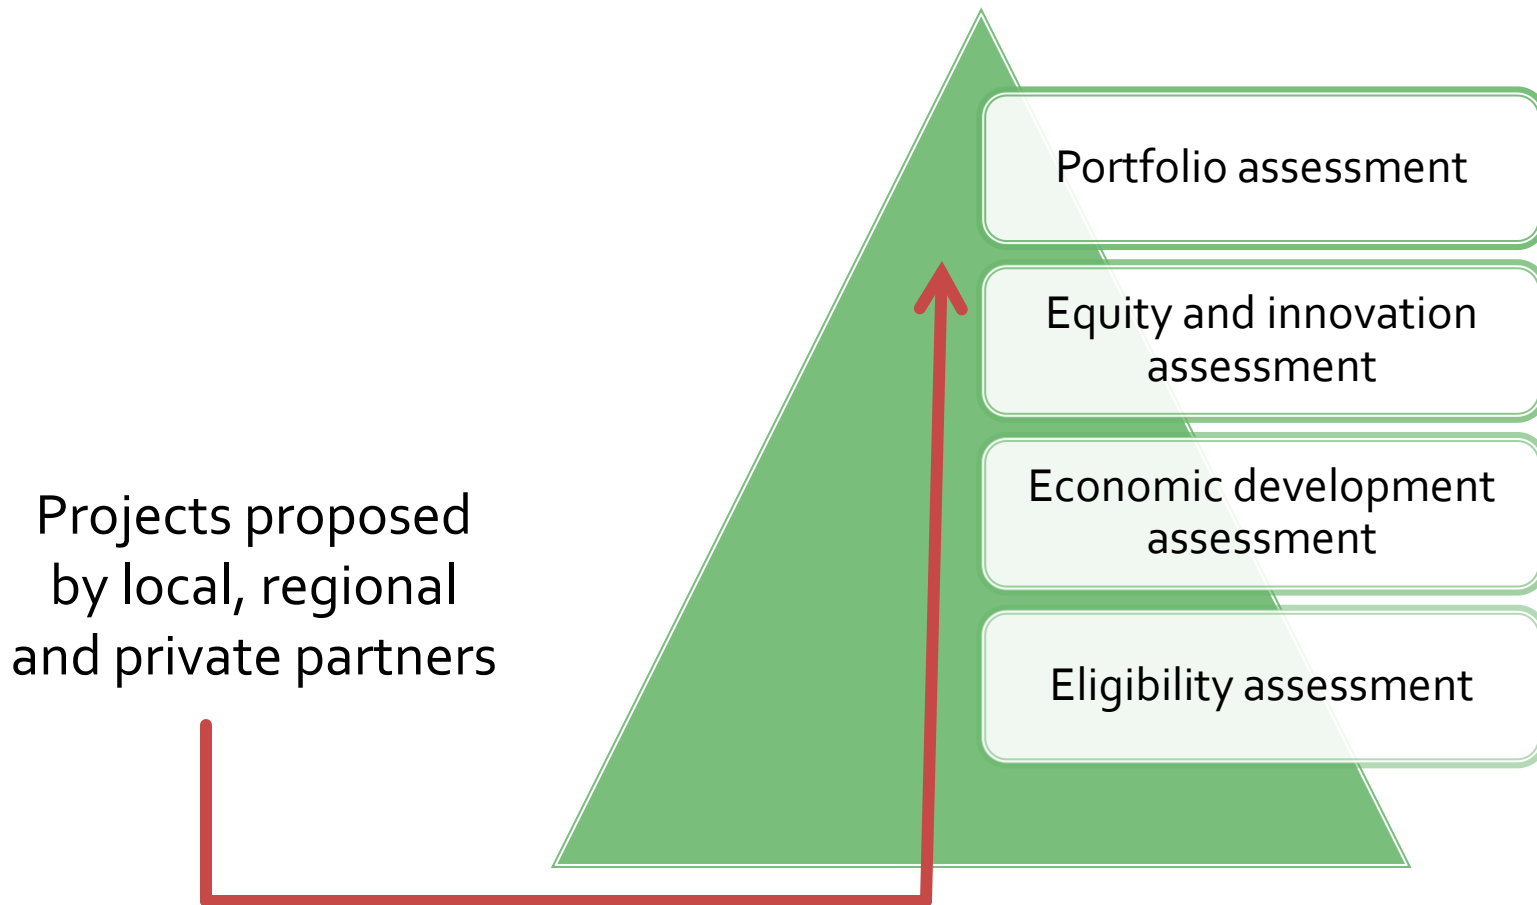 Portfolio assessment
Equity and innovation
assessment
Economic development
assessment
Eligibility assessment
Projects proposed
by local, regional
and private partners